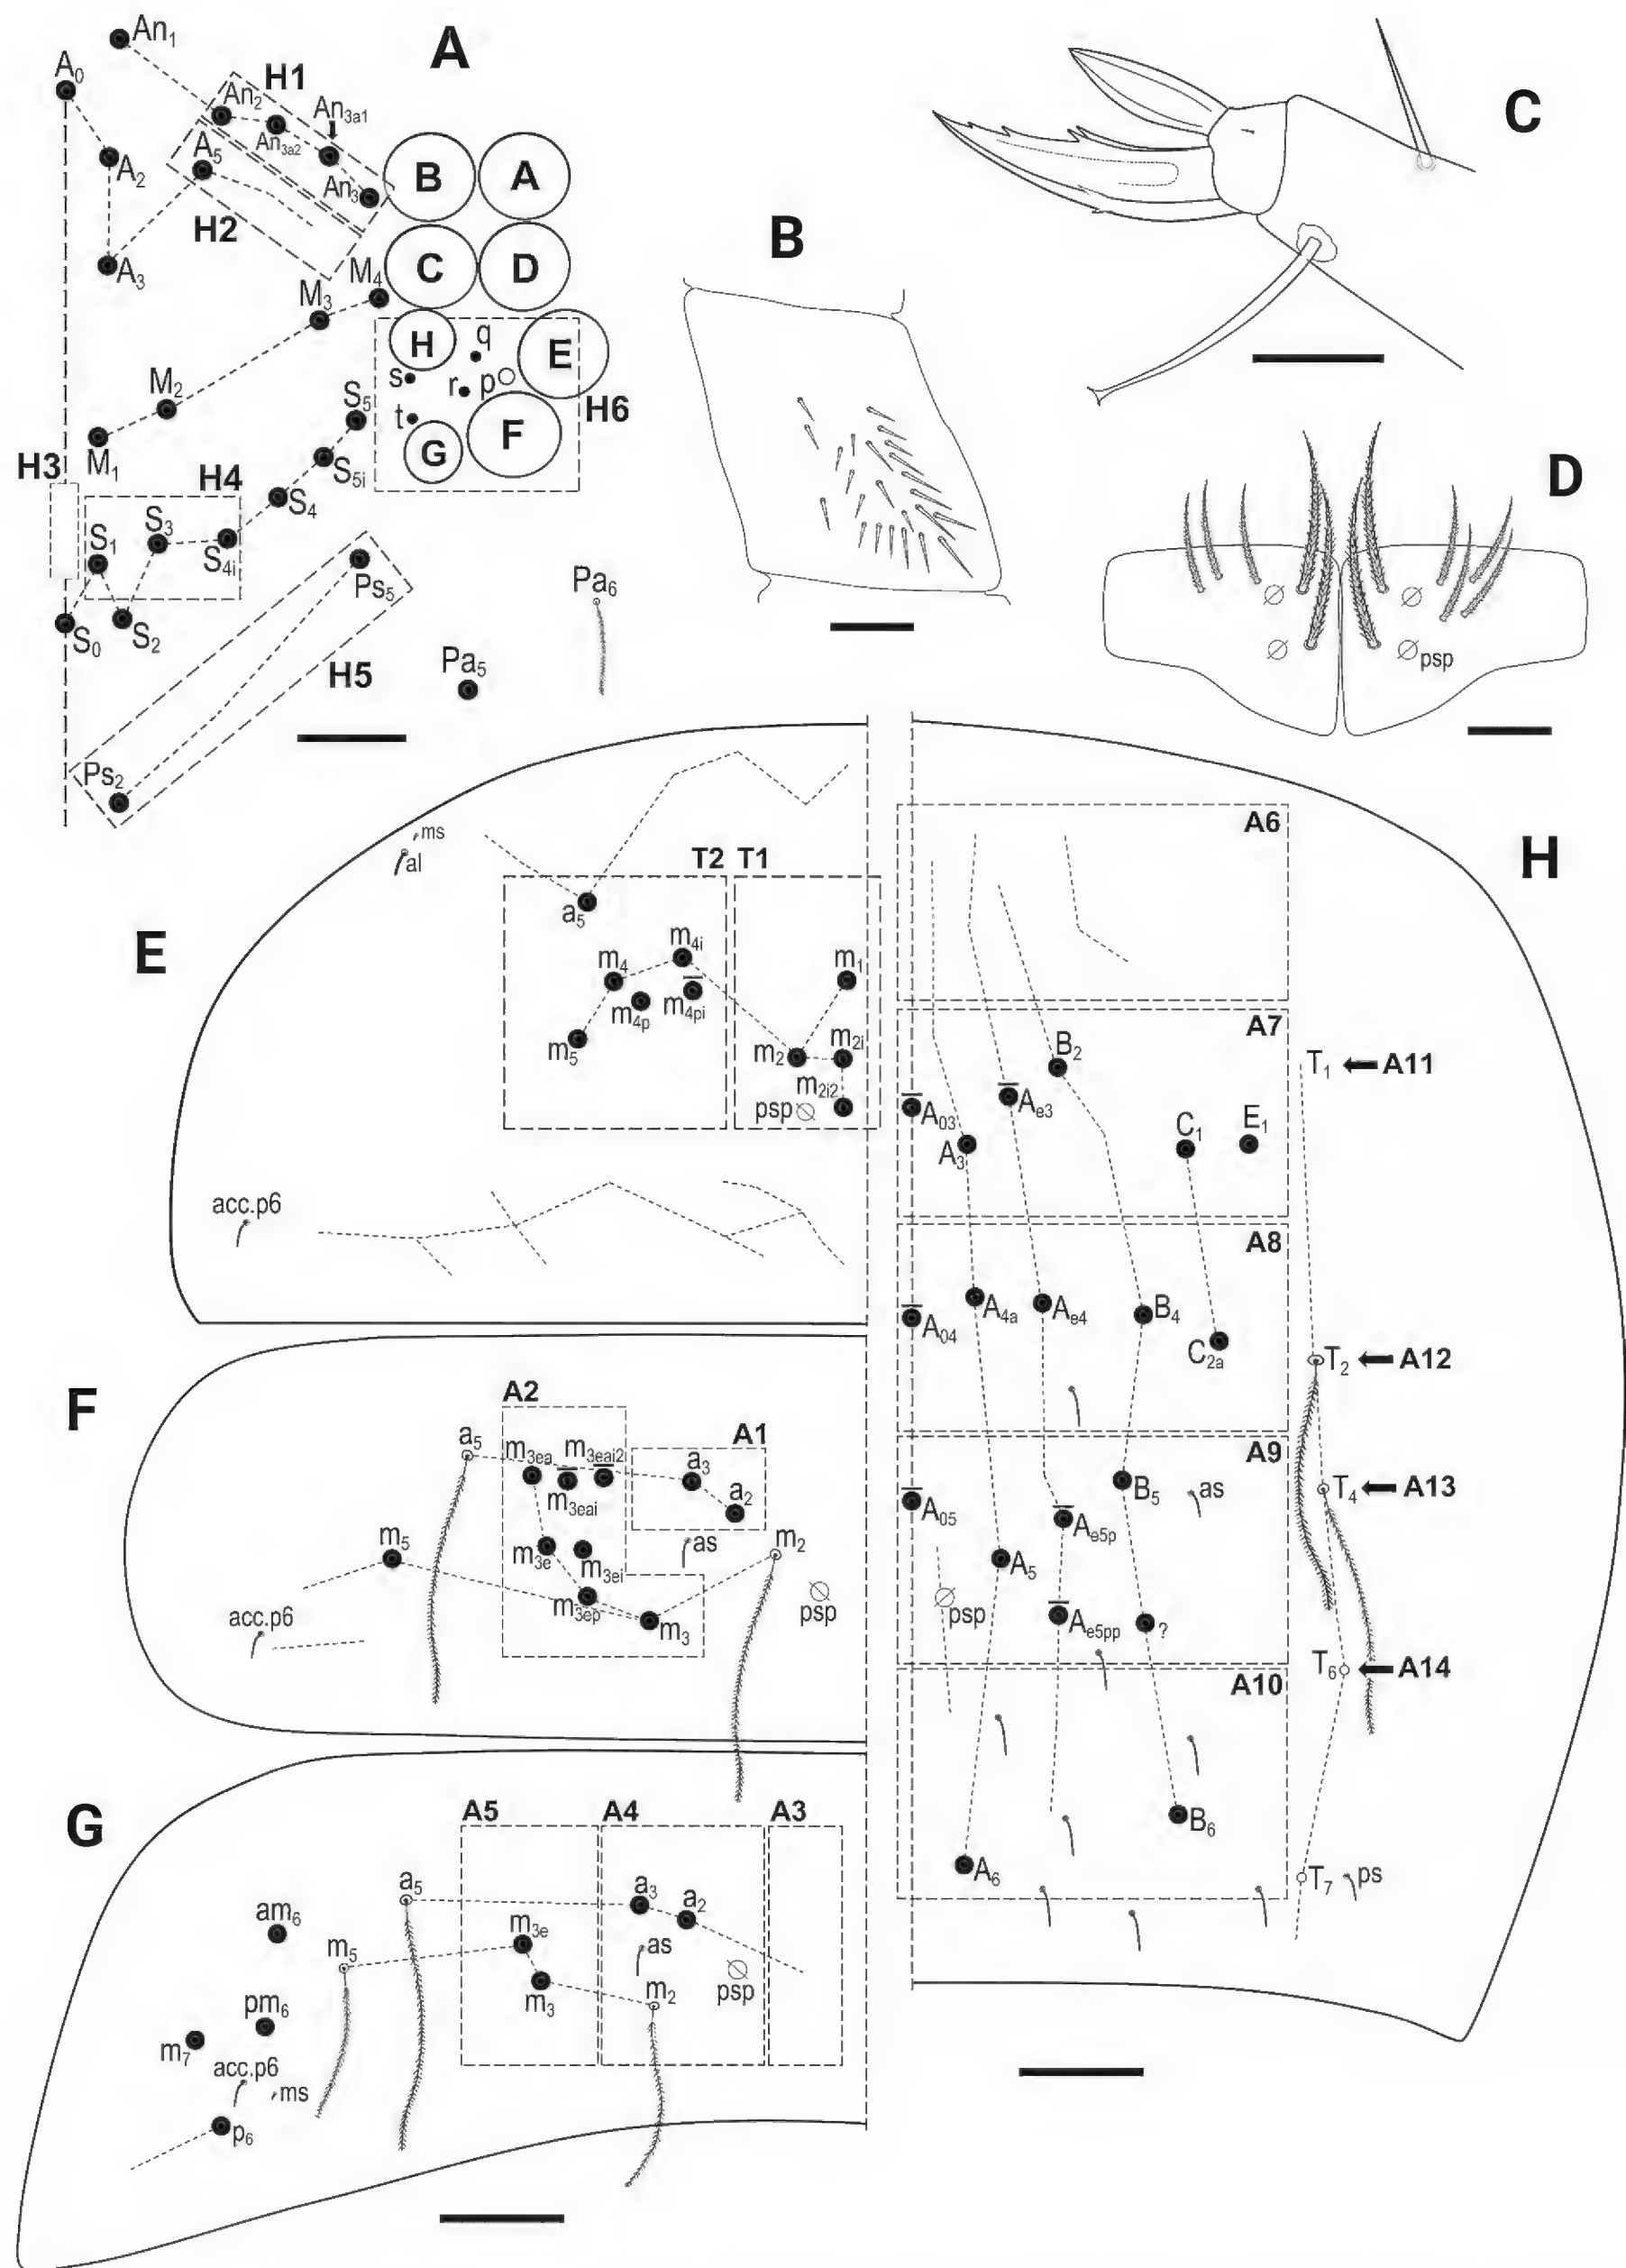 A
An1
A0
H1
An2
An3a1
An3a2
A5
A2
An3
H2
A3
B
A
C
D
M4
M3
H
E
q
s
r
p
t
G
F
H6
M2
M1
S5
S5i
S4
H3
H4
S3
S1
S4i
S2
S0
Ps5
H5
Ps2
Pa5
Pa6
B
C
D
psp
E
ms
al
T2
T1
a5
m4i
m4
m4p
m4pi
m5
m1
m2
m2i
m2i2
psp
acc.p6
F
A2
A1
a5
m3ea
m3eai2
m3eai
a3
a2
m5
m3e
m3ei
as
m2
m3ep
m3
psp
acc.p6
G
A5
A4
A3
a5
a3
a2
am6
m3e
m5
as
psp
m3
m2
pm6
m7
acc.p6
ms
p6
H
A6
A7
B2
T1
A11
Ae3
A03
A3
C1
E1
A8
A4a
Ae4
B4
A04
C2a
T2
A12
A9
B5
as
T4
A13
A05
Ae5p
A5
psp
Ae5pp
?
T6
A14
A10
B6
A6
T7
ps